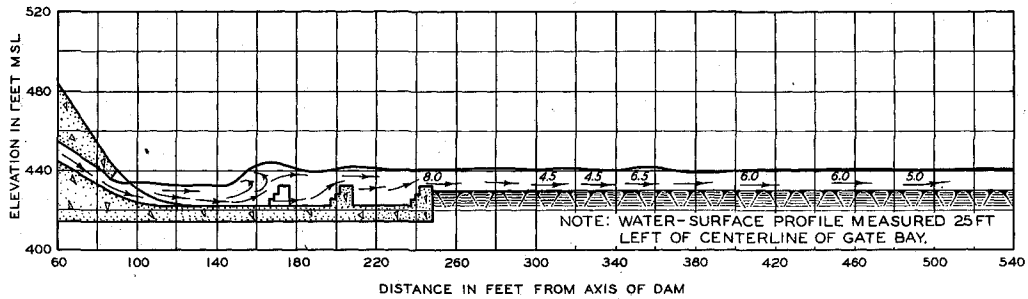 520
480
440
400
ELEVATION IN FEET MSL
8.0 4.5 4.5 6.5 6.0 6.0 5.0
NOTE: WATER-SURFACE PROFILE MEASURED 25 FT
LEFT OF CENTERLINE OF GATE BAY.
60 100 140 180 220 260 300 340 380 420 460 500 540
DISTANCE IN FEET FROM AXIS OF DAM